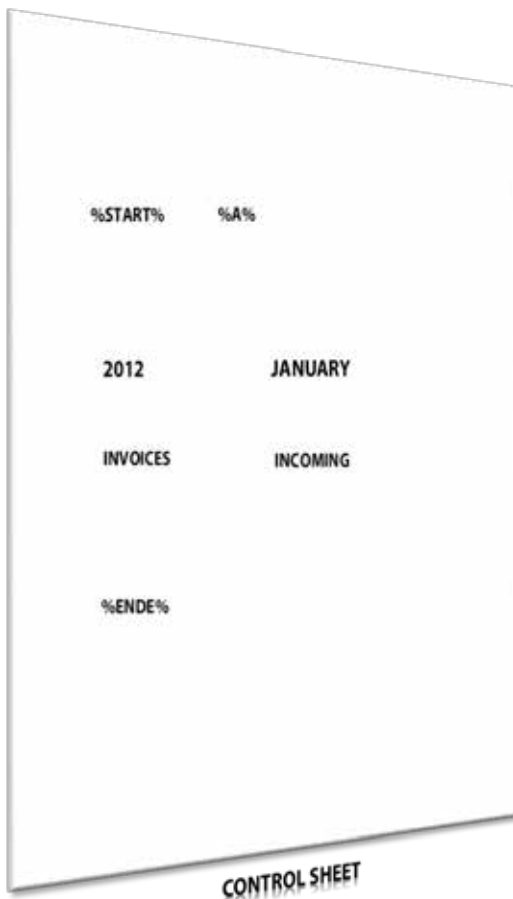 %START% %A%
2012 JANUARY
INVOICES INCOMING
%ENDE%
CONTROL SHEET